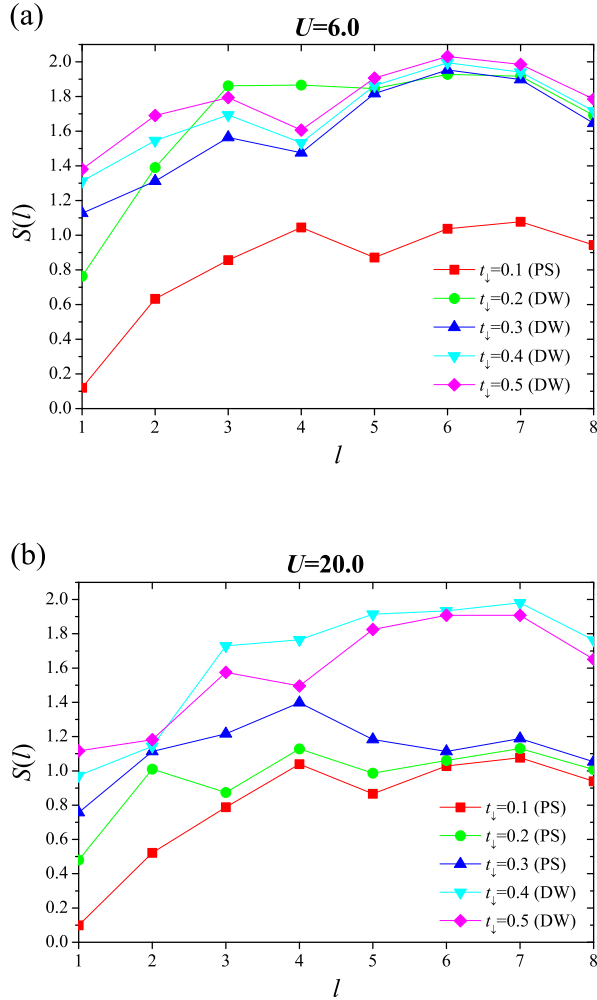 (a)
U=6.0
2.0
1.8
1.6
1.4
1.2
1.0
0.8
0.6
0.4
0.2
0.0
S(l)
t↓=0.1 (PS)
t↓=0.2 (DW)
t↓=0.3 (DW)
t↓=0.4 (DW)
t↓=0.5 (DW)
1 2 3 4 5 6 7 8
l
(b)
U=20.0
2.0
1.8
1.6
1.4
1.2
1.0
0.8
0.6
0.4
0.2
0.0
S(l)
t↓=0.1 (PS)
t↓=0.2 (PS)
t↓=0.3 (PS)
t↓=0.4 (DW)
t↓=0.5 (DW)
1 2 3 4 5 6 7 8
l